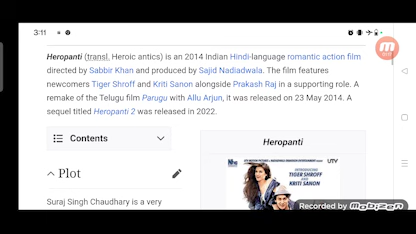 3:11
Heropanti (transl. Heroic antics) is an 2014 Indian Hindi-language romantic action film
directed by Sabbir Khan and produced by Sajid Nadiadwala. The film features
newcomers Tiger Shroff and Kriti Sanon alongside Prakash Raj in a supporting role. A
remake of the Telugu film Parugu with Allu Arjun, it was released on 23 May 2014. A
sequel titled Heropanti 2 was released in 2022.
Contents
Heropanti
Plot
UTV
INTRODUCING
TIGER SHROFF
AND
KRITI SANON
Suraj Singh Chaudhary is a very
Recorded by MOBIZEN